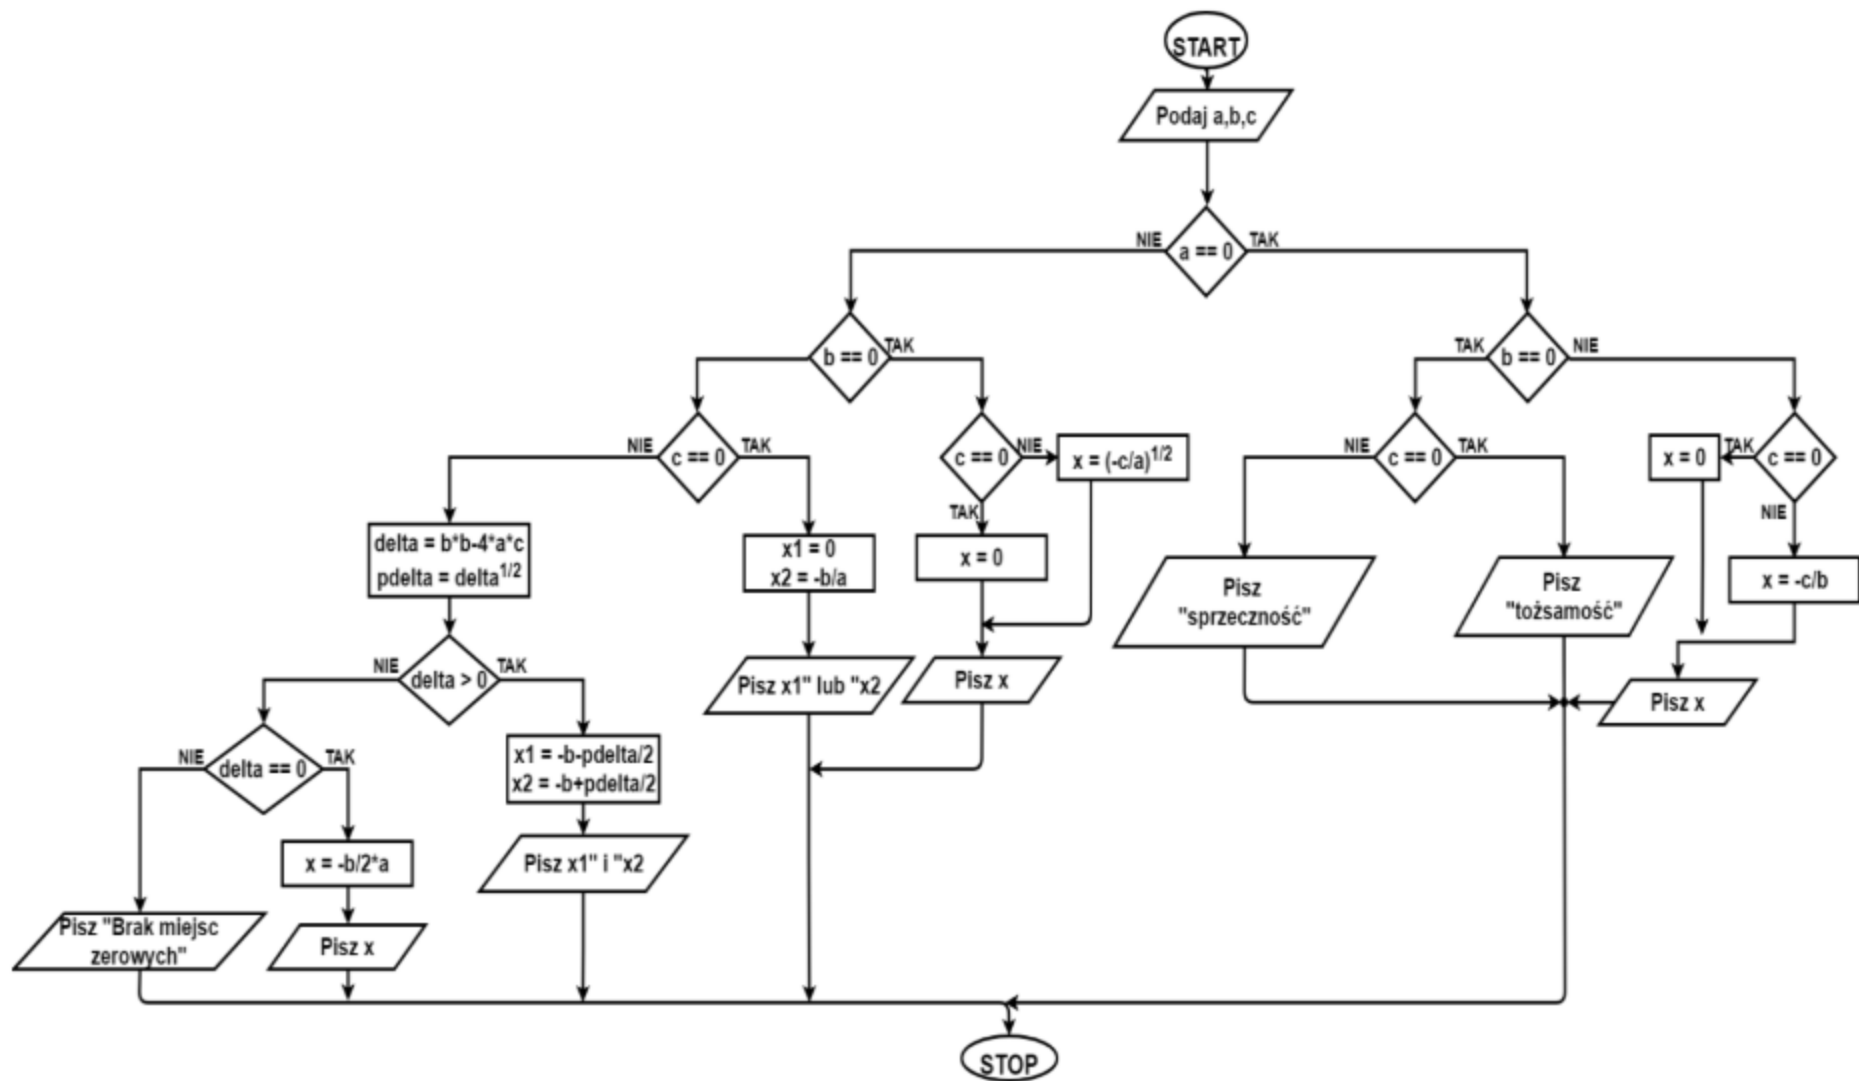 START
Podaj a,b,c
NIE
a == 0
TAK
b == 0
TAK
TAK
b == 0
NIE
NIE
c == 0
TAK
c == 0
NIE
x = (-c/a)^1/2
NIE
c == 0
TAK
x = 0
TAK
c == 0
TAK
NIE
delta = b*b-4*a*c
pdelta = delta^1/2
x1 = 0
x2 = -b/a
x = 0
Pisz
"sprzeczność"
Pisz
"tożsamość"
x = -c/b
NIE
delta > 0
TAK
Pisz x1" lub "x2
Pisz x
Pisz x
NIE
delta == 0
TAK
x1 = -b-pdelta/2
x2 = -b+pdelta/2
x = -b/2*a
Pisz x1" i "x2
Pisz "Brak miejsc
zerowych"
Pisz x
STOP